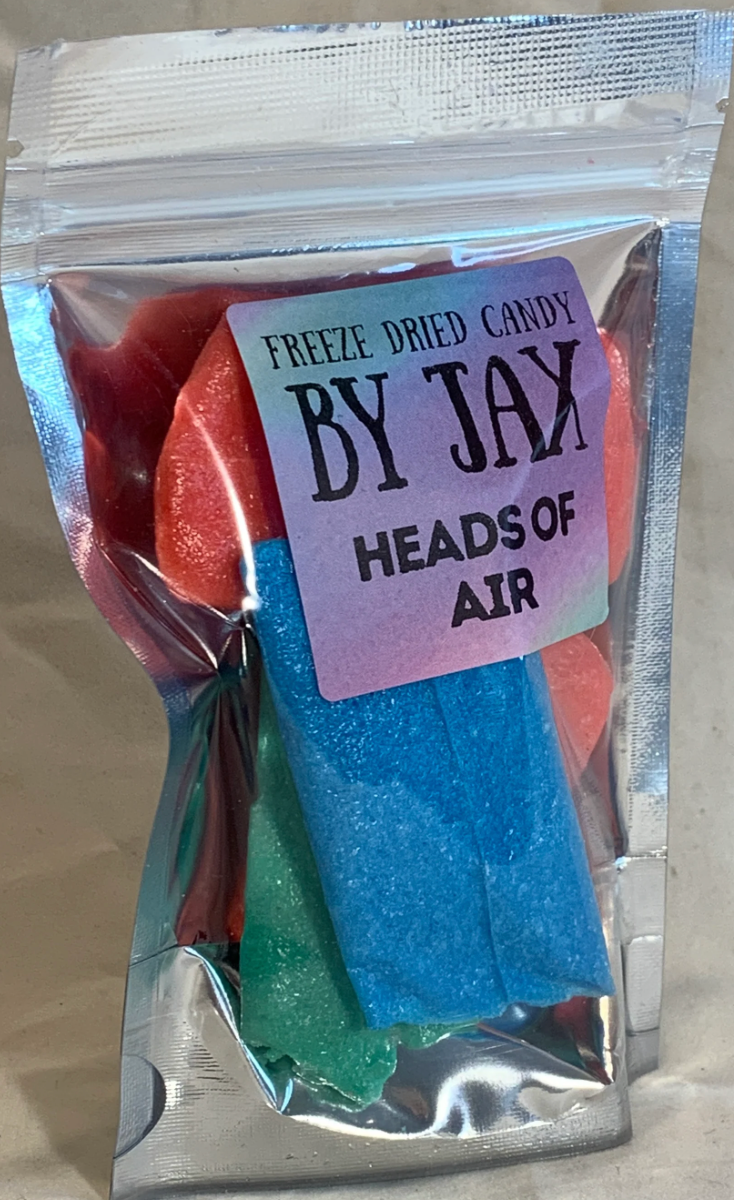 FREEZE DRIED CANDY
BY JAX
HEADS OF
AIR